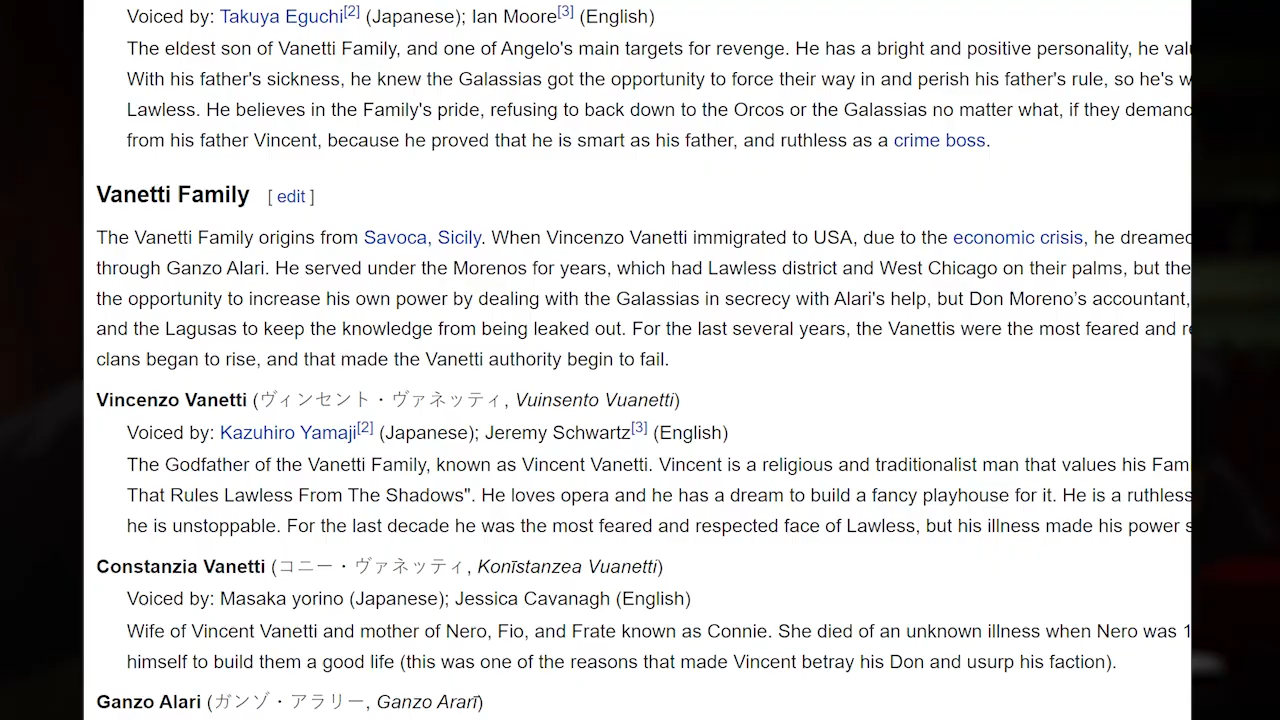 Voiced by: Takuya Eguchi[2] (Japanese); Ian Moore[3] (English)
The eldest son of Vanetti Family, and one of Angelo's main targets for revenge. He has a bright and positive personality, he
With his father's sickness, he knew the Galassias got the opportunity to force their way in and perish his father's rule, so he's
Lawless. He believes in the Family's pride, refusing to back down to the Orcos or the Galassias no matter what, if they
from his father Vincent, because he proved that he is smart as his father, and ruthless as a crime boss.
Vanetti Family [ edit ]
The Vanetti Family origins from Savoca, Sicily. When Vincenzo Vanetti immigrated to USA, due to the economic crisis, he dreamed
through Ganzo Alari. He served under the Morenos for years, which had Lawless district and West Chicago on their palms, but the
the opportunity to increase his own power by dealing with the Galassias in secrecy with Alari's help, but Don Moreno’s accountant,
and the Lagusas to keep the knowledge from being leaked out. For the last several years, the Vanettis were the most feared and
clans began to rise, and that made the Vanetti authority begin to fail.
Vincenzo Vanetti (ヴィンセント・ヴァネッティ, Vuinsento Vuanetti)
Voiced by: Kazuhiro Yamaji[2] (Japanese); Jeremy Schwartz[3] (English)
The Godfather of the Vanetti Family, known as Vincent Vanetti. Vincent is a religious and traditionalist man that values his Fam
That Rules Lawless From The Shadows". He loves opera and he has a dream to build a fancy playhouse for it. He is a ruthless
he is unstoppable. For the last decade he was the most feared and respected face of Lawless, but his illness made his power
Constanzia Vanetti (コニー・ヴァネッティ, Konīstanzea Vuanetti)
Voiced by: Masaka yorino (Japanese); Jessica Cavanagh (English)
Wife of Vincent Vanetti and mother of Nero, Fio, and Frate known as Connie. She died of an unknown illness when Nero was 1
himself to build them a good life (this was one of the reasons that made Vincent betray his Don and usurp his faction).
Ganzo Alari (ガンゾ・アラリー, Ganzo Ararī)